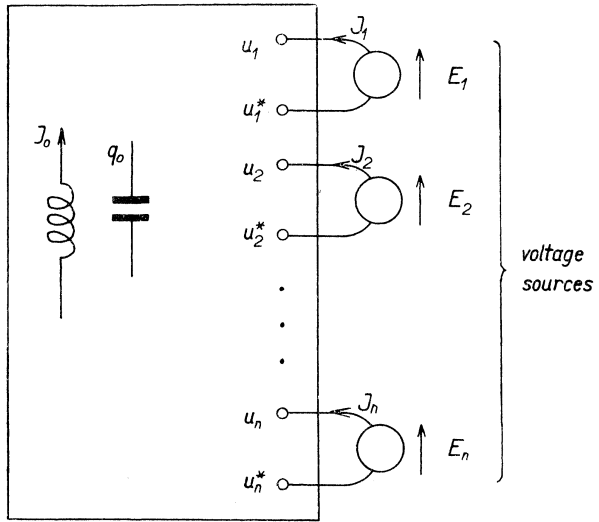 J₁
u₁
E₁
u₁*
J₀
q₀
J₂
u₂
E₂
u₂*
voltage
sources
Jₙ
uₙ
Eₙ
uₙ*